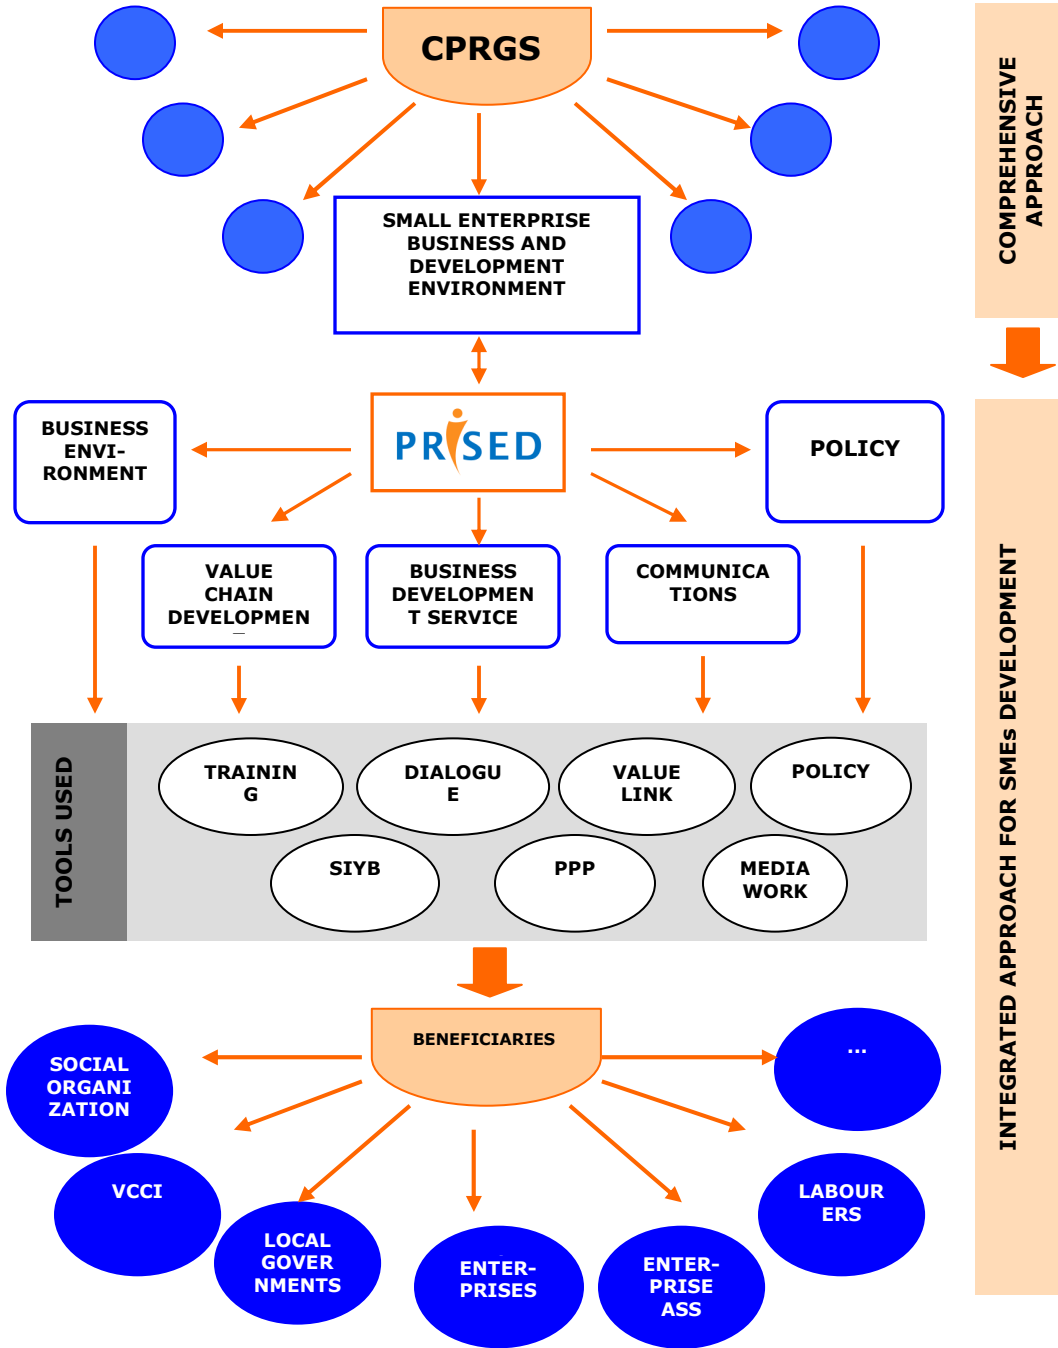 CPRGS
COMPREHENSIVE
APPROACH
SMALL ENTERPRISE
BUSINESS AND
DEVELOPMENT
ENVIRONMENT
BUSINESS
ENVI-
RONMENT
PRiSED
POLICY
VALUE
CHAIN
DEVELOPMEN
BUSINESS
DEVELOPMEN
T SERVICE
COMMUNICA
TIONS
INTEGRATED APPROACH FOR SMEs DEVELOPMENT
TOOLS USED
TRAININ
G
DIALOGU
E
VALUE
LINK
POLICY
SIYB
PPP
MEDIA
WORK
BENEFICIARIES
SOCIAL
ORGANI
ZATION
...
VCCI
LABOUR
ERS
LOCAL
GOVER
NMENTS
ENTER-
PRISES
ENTER-
PRISE
ASS